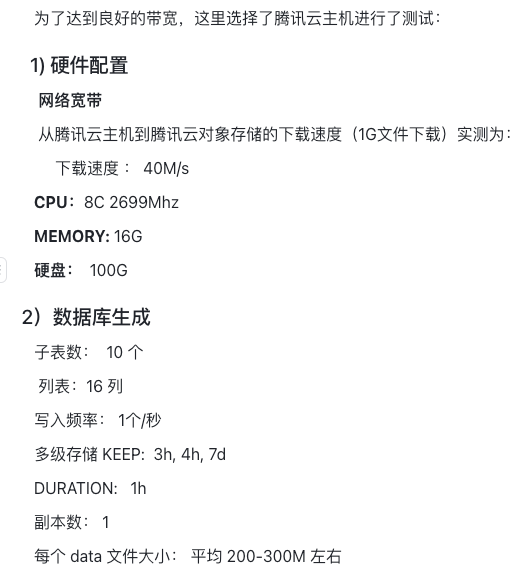 为了达到良好的带宽，这里选择了腾讯云主机进行了测试：
1) 硬件配置
网络宽带
从腾讯云主机到腾讯云对象存储的下载速度（1G文件下载）实测为：
下载速度： 40M/s
CPU：8C 2699Mhz
MEMORY: 16G
硬盘： 100G
2）数据库生成
子表数： 10 个
列表：16 列
写入频率： 1个/秒
多级存储 KEEP: 3h, 4h, 7d
DURATION: 1h
副本数： 1
每个 data 文件大小： 平均 200-300M 左右